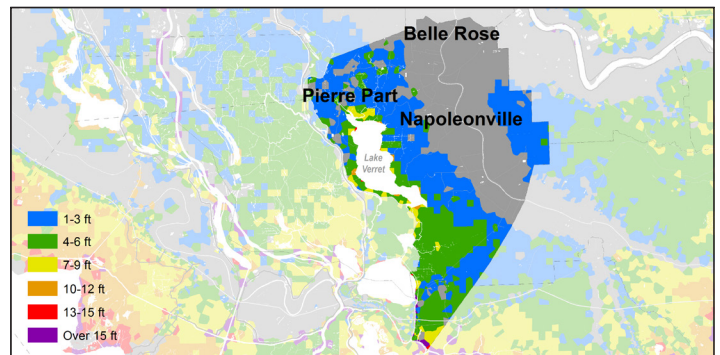 Belle Rose
Pierre Part
Napoleonville
Lake
Verret
1-3 ft
4-6 ft
7-9 ft
10-12 ft
13-15 ft
Over 15 ft